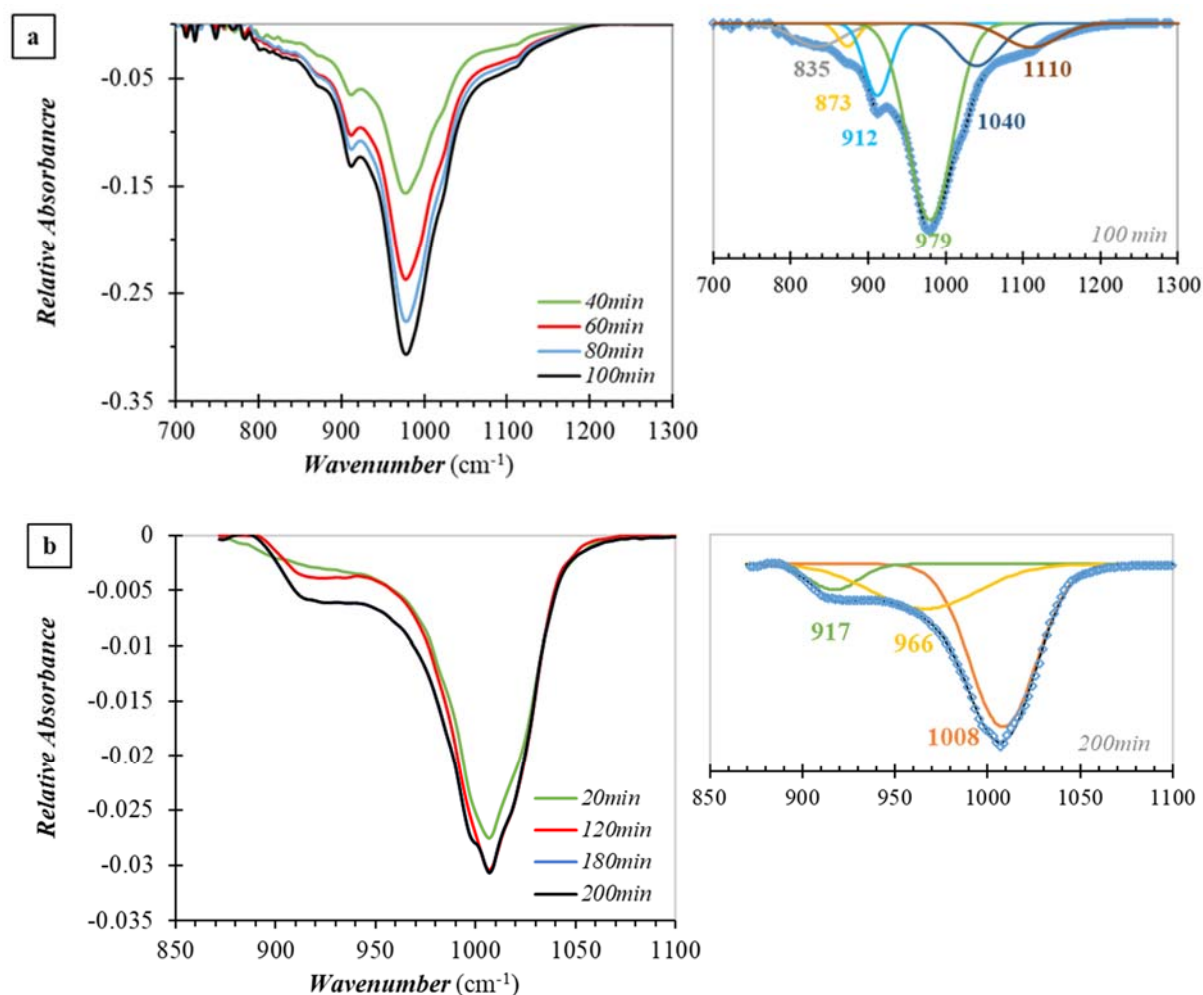 a
Relative Absorbancre
-0.05
-0.15
-0.25
-0.35
700 800 900 1000 1100 1200 1300
Wavenumber (cm-1)
40min
60min
80min
100min
835
873
912
979
1040
1110
100 min
700 800 900 1000 1100 1200 1300
b
Relative Absorbance
0
-0.005
-0.01
-0.015
-0.02
-0.025
-0.03
-0.035
850 900 950 1000 1050 1100
Wavenumber (cm-1)
20min
120min
180min
200min
917
966
1008
200min
850 900 950 1000 1050 1100